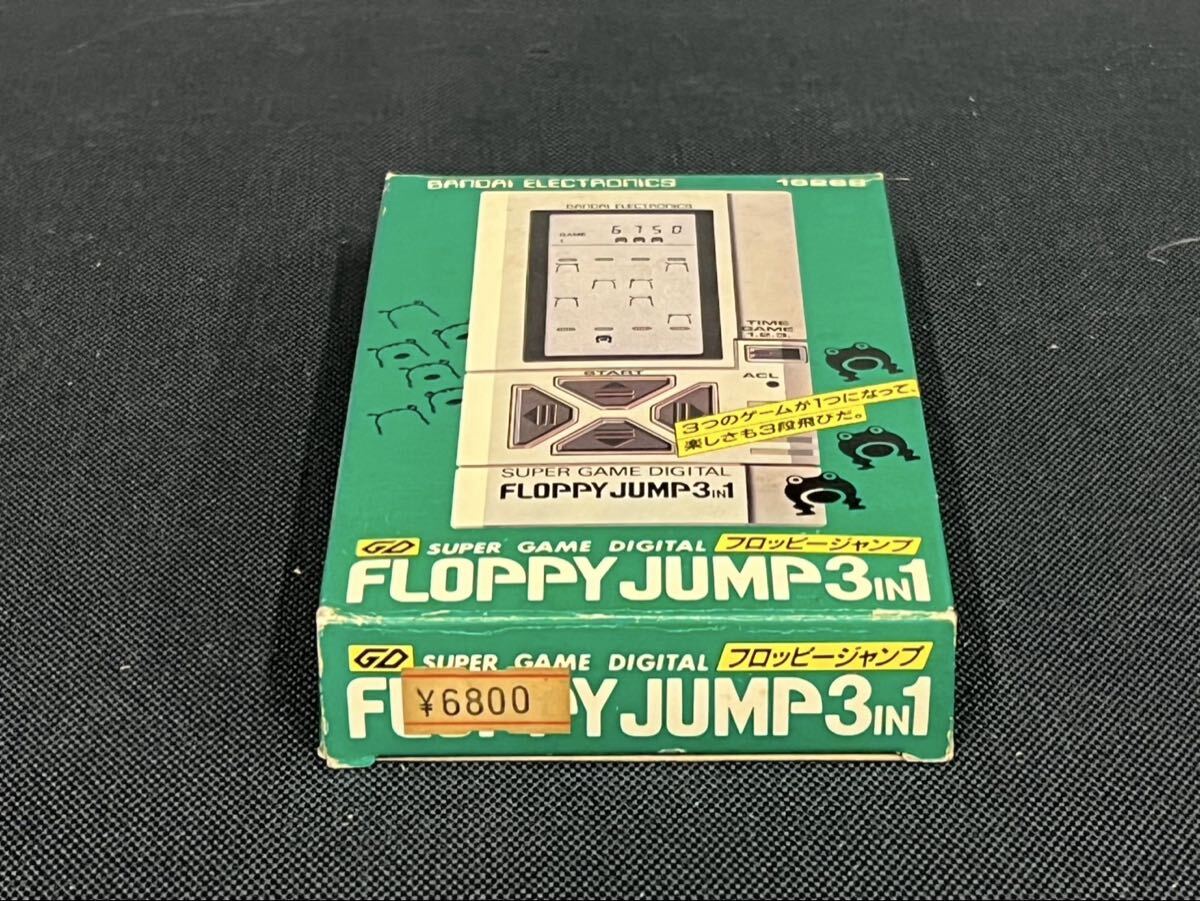 BANDAI ELECTRONICS
16268
BANDAI ELECTRONICS
GAME
1
6750
TIME
GAME
1.2.3.
ACL
START
3つのゲームが1つになって、
楽しさも3段飛びだ。
SUPER GAME DIGITAL
FLOPPY JUMP 3 IN 1
GD SUPER GAME DIGITAL フロッピージャンプ
FLOPPY JUMP 3 IN 1
GD SUPER GAME DIGITAL フロッピージャンプ
¥6800
JUMP 3 IN 1